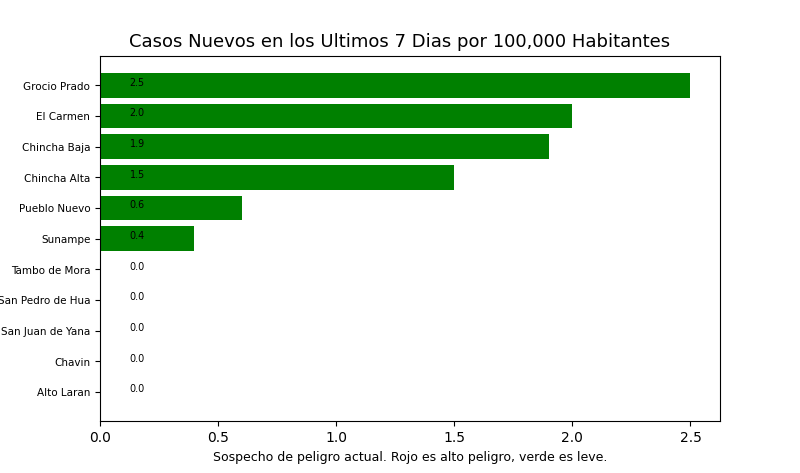 Casos Nuevos en los Ultimos 7 Dias por 100,000 Habitantes
Grocio Prado 2.5
El Carmen 2.0
Chincha Baja 1.9
Chincha Alta 1.5
Pueblo Nuevo 0.6
Sunampe 0.4
Tambo de Mora 0.0
San Pedro de Hua 0.0
San Juan de Yana 0.0
Chavin 0.0
Alto Laran 0.0
0.0 0.5 1.0 1.5 2.0 2.5
Sospecho de peligro actual. Rojo es alto peligro, verde es leve.